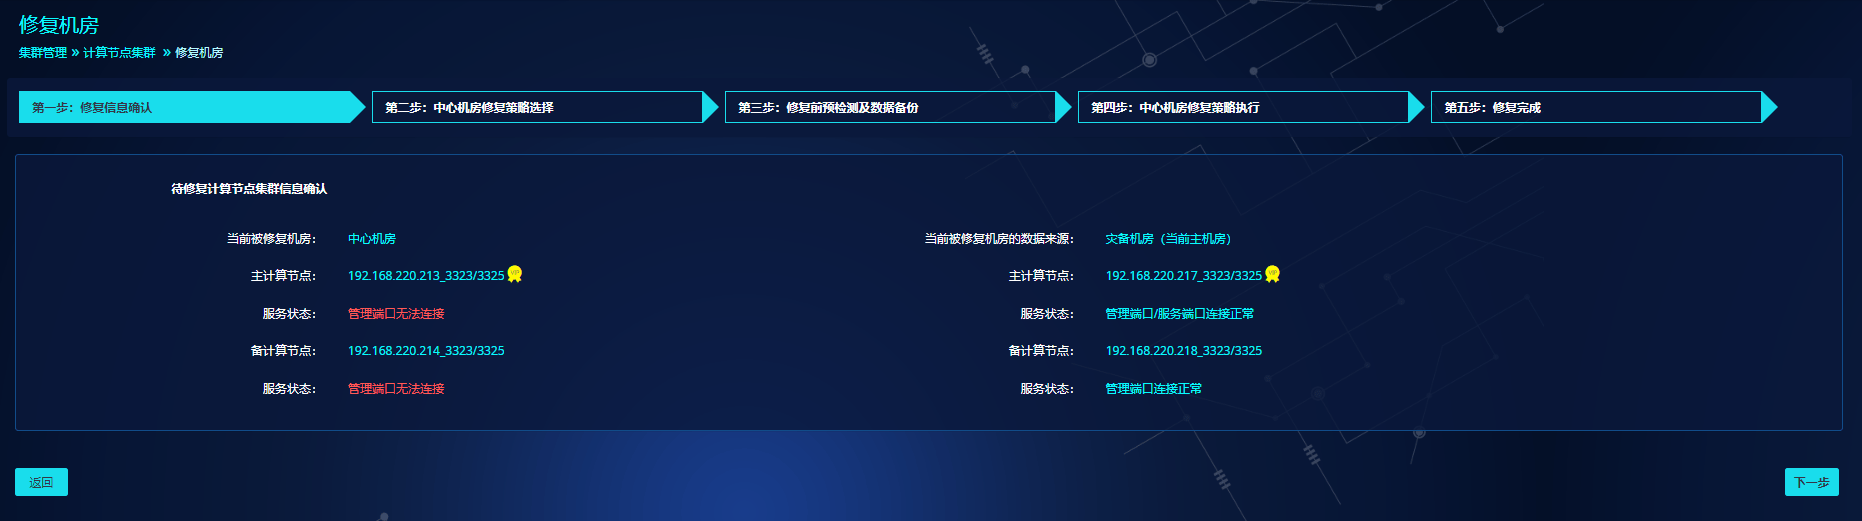 修复机房
集群管理 » 计算节点集群 » 修复机房
第一步：修复信息确认
第二步：中心机房修复策略选择
第三步：修复前预检测及数据备份
第四步：中心机房修复策略执行
第五步：修复完成
待修复计算节点集群信息确认
当前被修复机房： 中心机房
主计算节点： 192.168.220.213_3323/3325
服务状态： 管理端口无法连接
备计算节点： 192.168.220.214_3323/3325
服务状态： 管理端口无法连接
当前被修复机房的数据来源： 灾备机房（当前主机房）
主计算节点： 192.168.220.217_3323/3325
服务状态： 管理端口/服务端口连接正常
备计算节点： 192.168.220.218_3323/3325
服务状态： 管理端口连接正常
返回
下一步